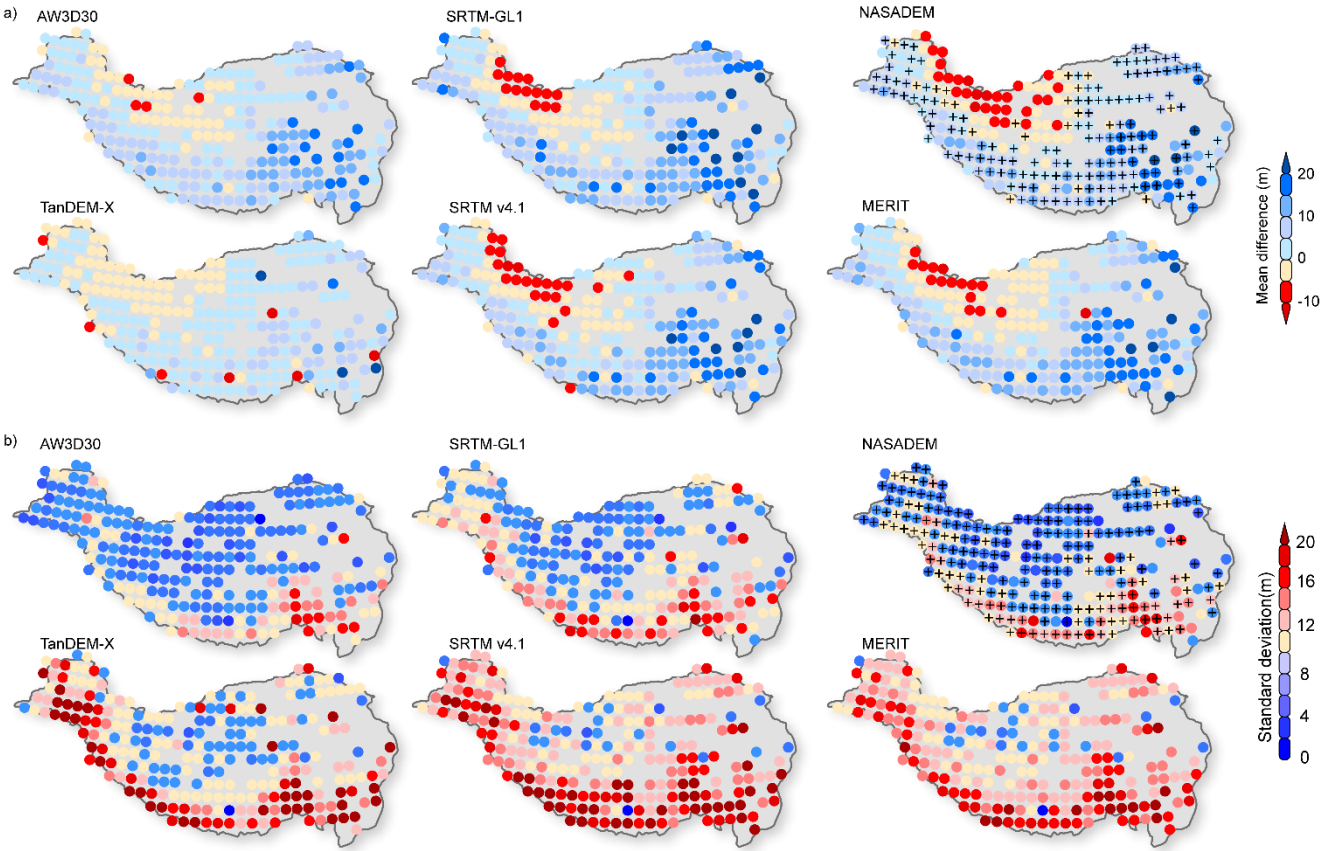 a)
AW3D30
SRTM-GL1
NASADEM
TanDEM-X
SRTM v4.1
MERIT
20
10
0
-10
Mean difference (m)
b)
AW3D30
SRTM-GL1
NASADEM
TanDEM-X
SRTM v4.1
MERIT
20
16
12
8
4
0
Standard deviation(m)